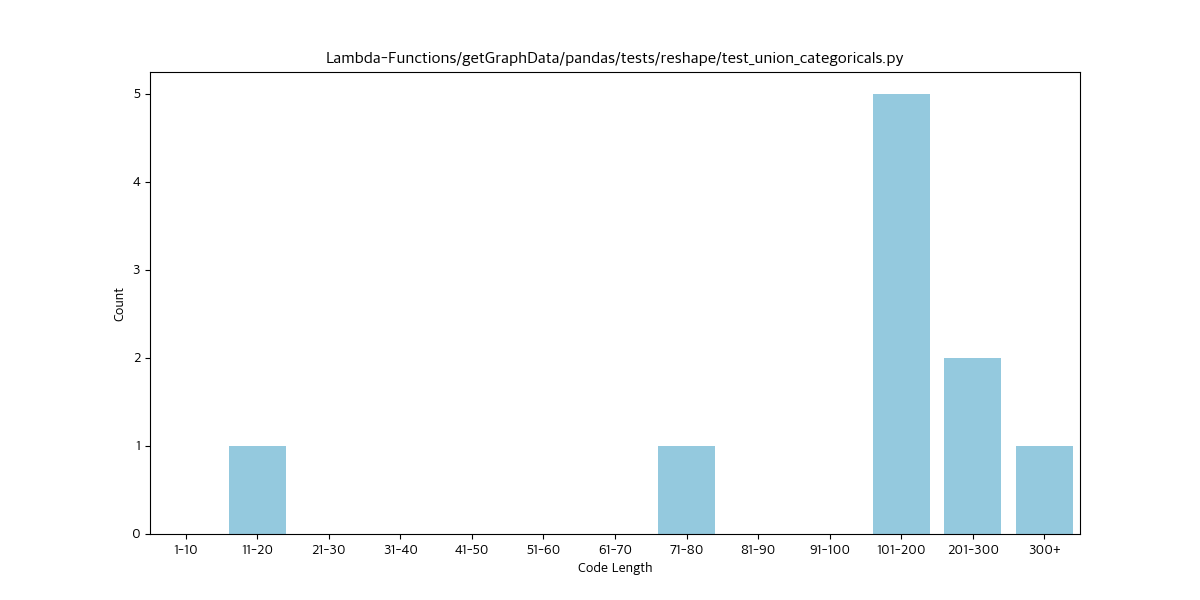 Lambda-Functions/getGraphData/pandas/tests/reshape/test_union_categoricals.py
5
4
3
2
1
0
Count
1-10 11-20 21-30 31-40 41-50 51-60 61-70 71-80 81-90 91-100 101-200 201-300 300+
Code Length